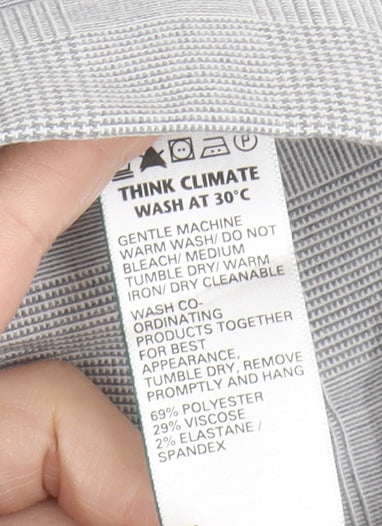 P
THINK CLIMATE
WASH AT 30°C
GENTLE MACHINE
WARM WASH/ DO NOT
BLEACH/ MEDIUM
TUMBLE DRY/ WARM
IRON/ DRY CLEANABLE
WASH CO-
ORDINATING
PRODUCTS TOGETHER
FOR BEST
APPEARANCE,
TUMBLE DRY, REMOVE
PROMPTLY AND HANG
69% POLYESTER
29% VISCOSE
2% ELASTANE /
SPANDEX